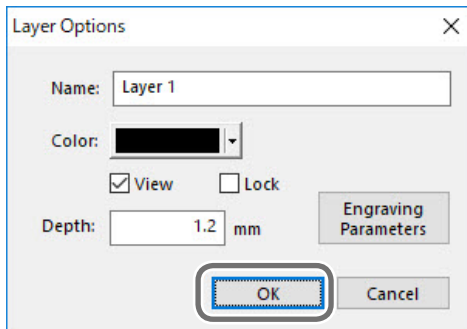 Layer Options
Name: Layer 1
Color:
View Lock
Depth: 1.2 mm
Engraving
Parameters
OK Cancel